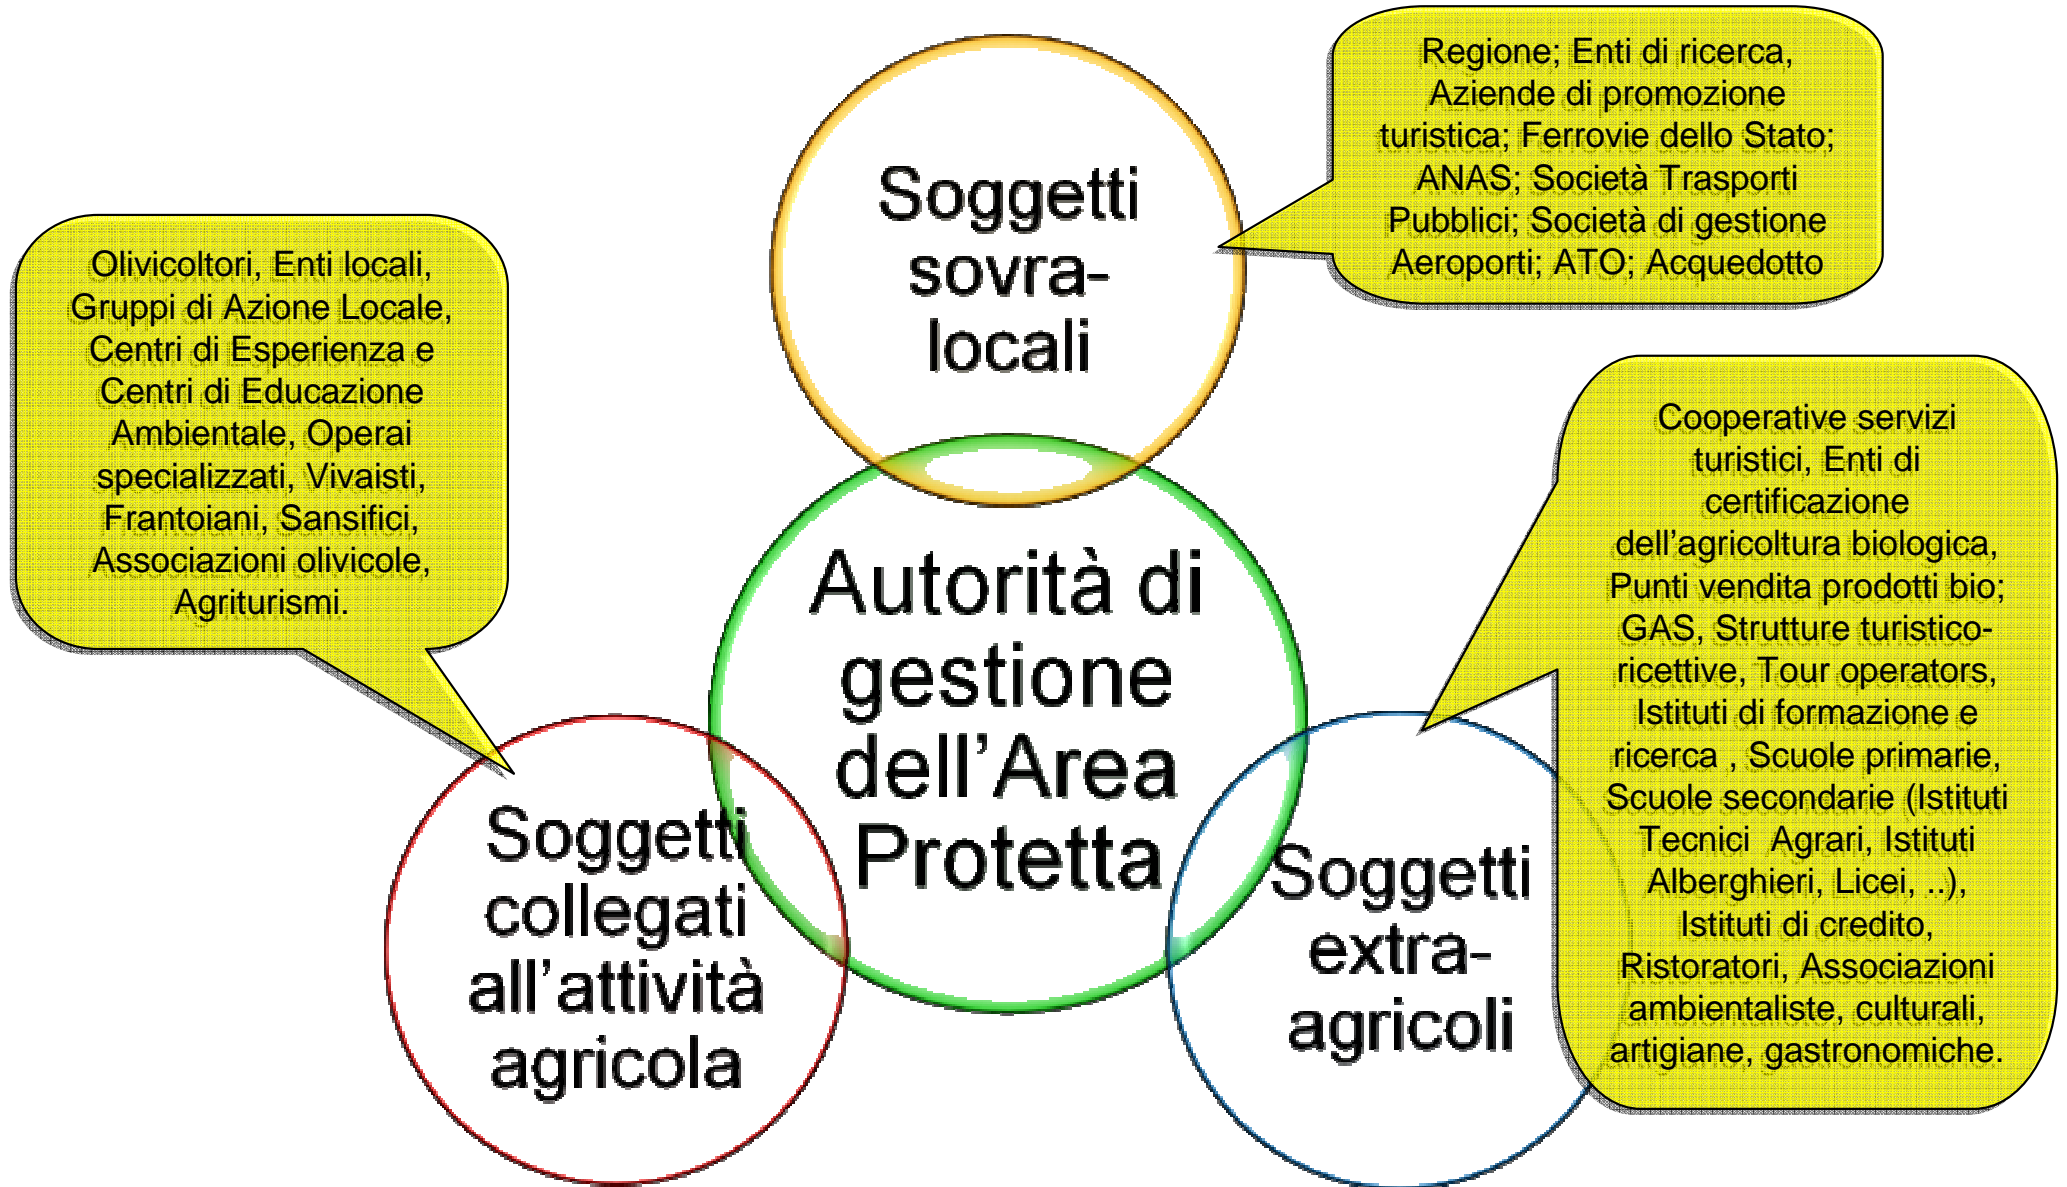 Regione; Enti di ricerca,
Aziende di promozione
turistica; Ferrovie dello Stato;
ANAS; Società Trasporti
Pubblici; Società di gestione
Aeroporti; ATO; Acquedotto
Soggetti
sovra-
locali
Olivicoltori, Enti locali,
Gruppi di Azione Locale,
Centri di Esperienza e
Centri di Educazione
Ambientale, Operai
specializzati, Vivaisti,
Frantoiani, Sansifici,
Associazioni olivicole,
Agriturismi.
Autorità di
gestione
dell’Area
Protetta
Cooperative servizi
turistici, Enti di
certificazione
dell’agricoltura biologica,
Punti vendita prodotti bio;
GAS, Strutture turistico-
ricettive, Tour operators,
Istituti di formazione e
ricerca , Scuole primarie,
Scuole secondarie (Istituti
Tecnici  Agrari, Istituti
Alberghieri, Licei, ..),
Istituti di credito,
Ristoratori, Associazioni
ambientaliste, culturali,
artigiane, gastronomiche.
Soggetti
collegati
all’attività
agricola
Soggetti
extra-
agricoli